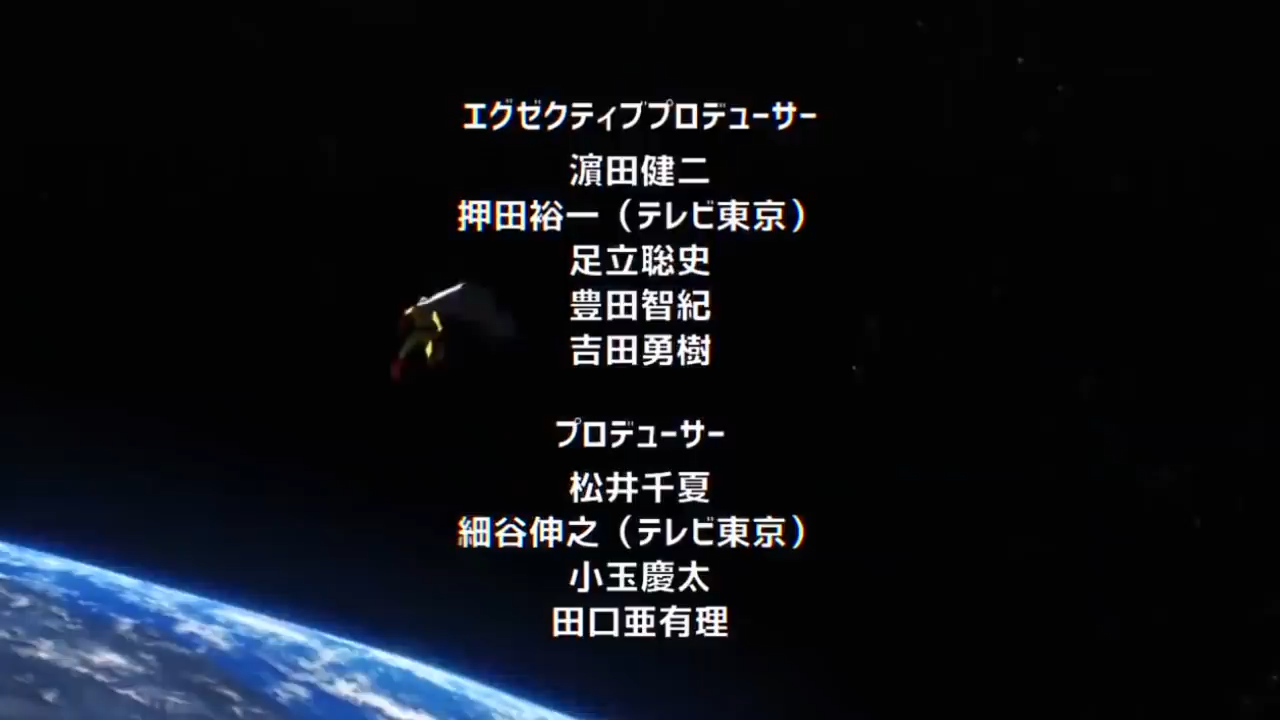 エグゼクティブプロデューサー
濵田健二
押田裕一（テレビ東京）
足立聡史
豊田智紀
吉田勇樹
プロデューサー
松井千夏
細谷伸之（テレビ東京）
小玉慶太
田口亜有理